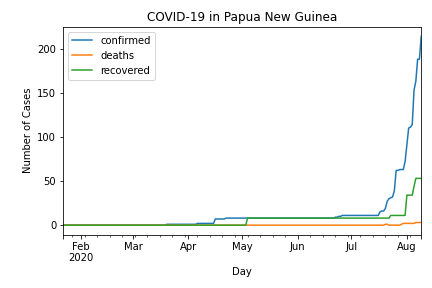 COVID-19 in Papua New Guinea
confirmed
deaths
recovered
Number of Cases
200
150
100
50
0
Feb Mar Apr May Jun Jul Aug
2020
Day